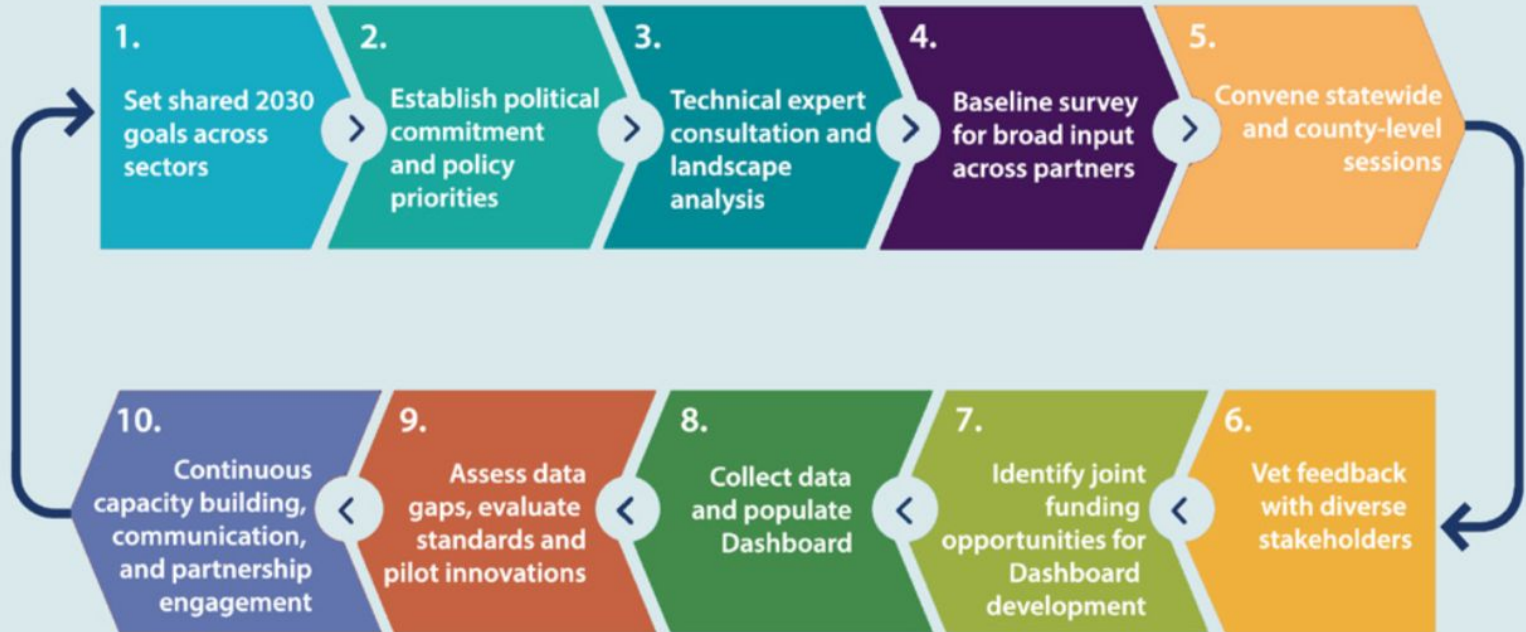 1.
Set shared 2030
goals across
sectors
2.
Establish political
commitment
and policy
priorities
3.
Technical expert
consultation and
landscape
analysis
4.
Baseline survey
for broad input
across partners
5.
Convene statewide
and county-level
sessions
6.
Vet feedback
with diverse
stakeholders
7.
Identify joint
funding
opportunities for
Dashboard
development
8.
Collect data
and populate
Dashboard
9.
Assess data
gaps, evaluate
standards and
pilot innovations
10.
Continuous
capacity building,
communication,
and partnership
engagement